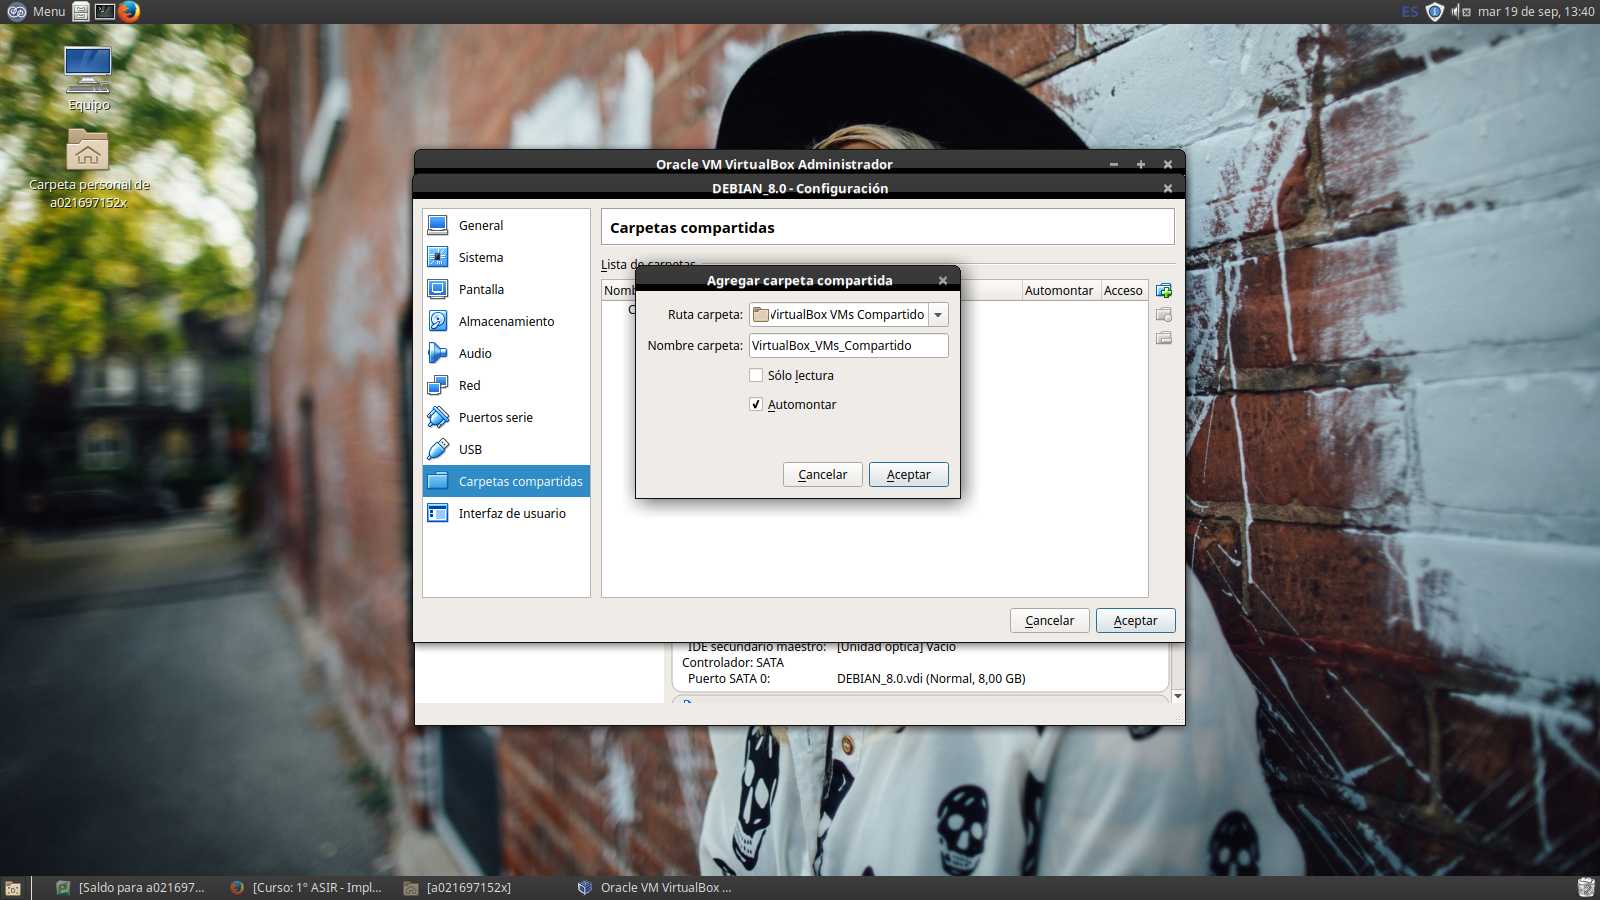 Menu
ES
mar 19 de sep, 13:40
Equipo
Carpeta personal de
a021697152x
Oracle VM VirtualBox Administrador
DEBIAN_8.0 - Configuración
General
Sistema
Pantalla
Almacenamiento
Audio
Red
Puertos serie
USB
Carpetas compartidas
Interfaz de usuario
Carpetas compartidas
Lista de carpetas
Automontar
Acceso
Agregar carpeta compartida
Ruta carpeta: VirtualBox VMs Compartido
Nombre carpeta: VirtualBox_VMs_Compartido
Sólo lectura
Automontar
Cancelar
Aceptar
Cancelar
Aceptar
IDE secundario maestro: [Unidad óptica] Vacío
Controlador: SATA
Puerto SATA 0: DEBIAN_8.0.vdi (Normal, 8,00 GB)
[Saldo para a021697...
[Curso: 1º ASIR - Impl...
[a021697152x]
Oracle VM VirtualBox ...